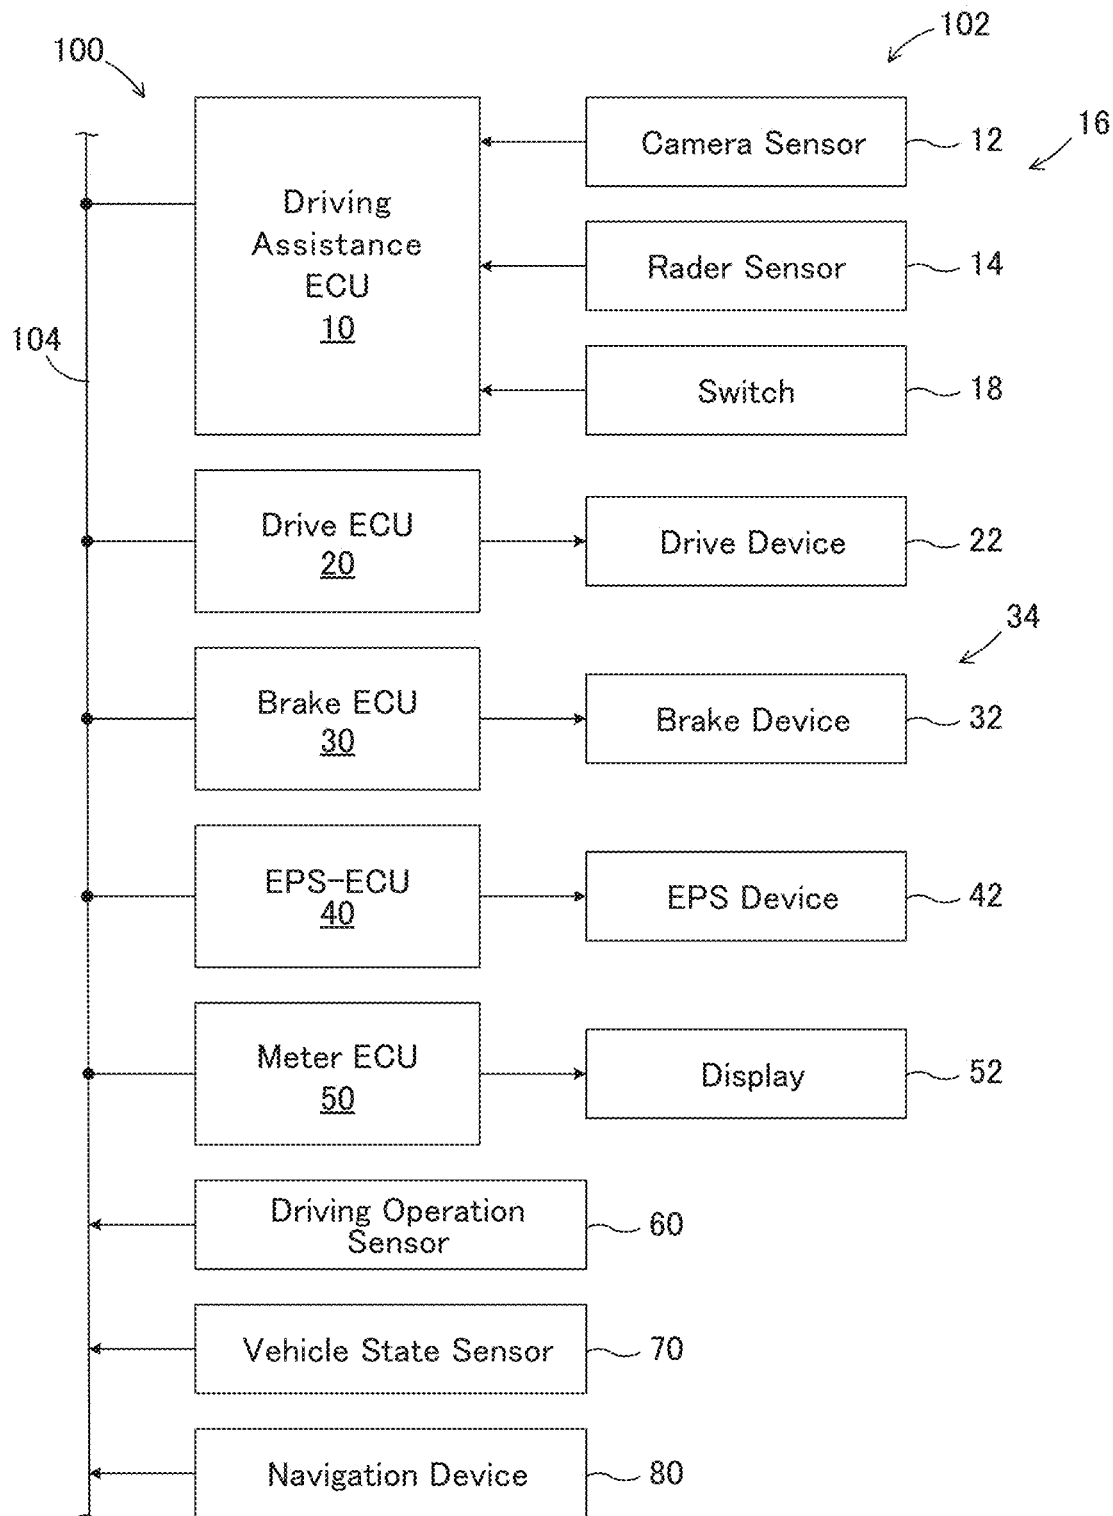 100
102
16
Driving
Assistance
ECU
10
Camera Sensor
12
Rader Sensor
14
Switch
18
104
Drive ECU
20
Drive Device
22
34
Brake ECU
30
Brake Device
32
EPS-ECU
40
EPS Device
42
Meter ECU
50
Display
52
Driving Operation
Sensor
60
Vehicle State Sensor
70
Navigation Device
80